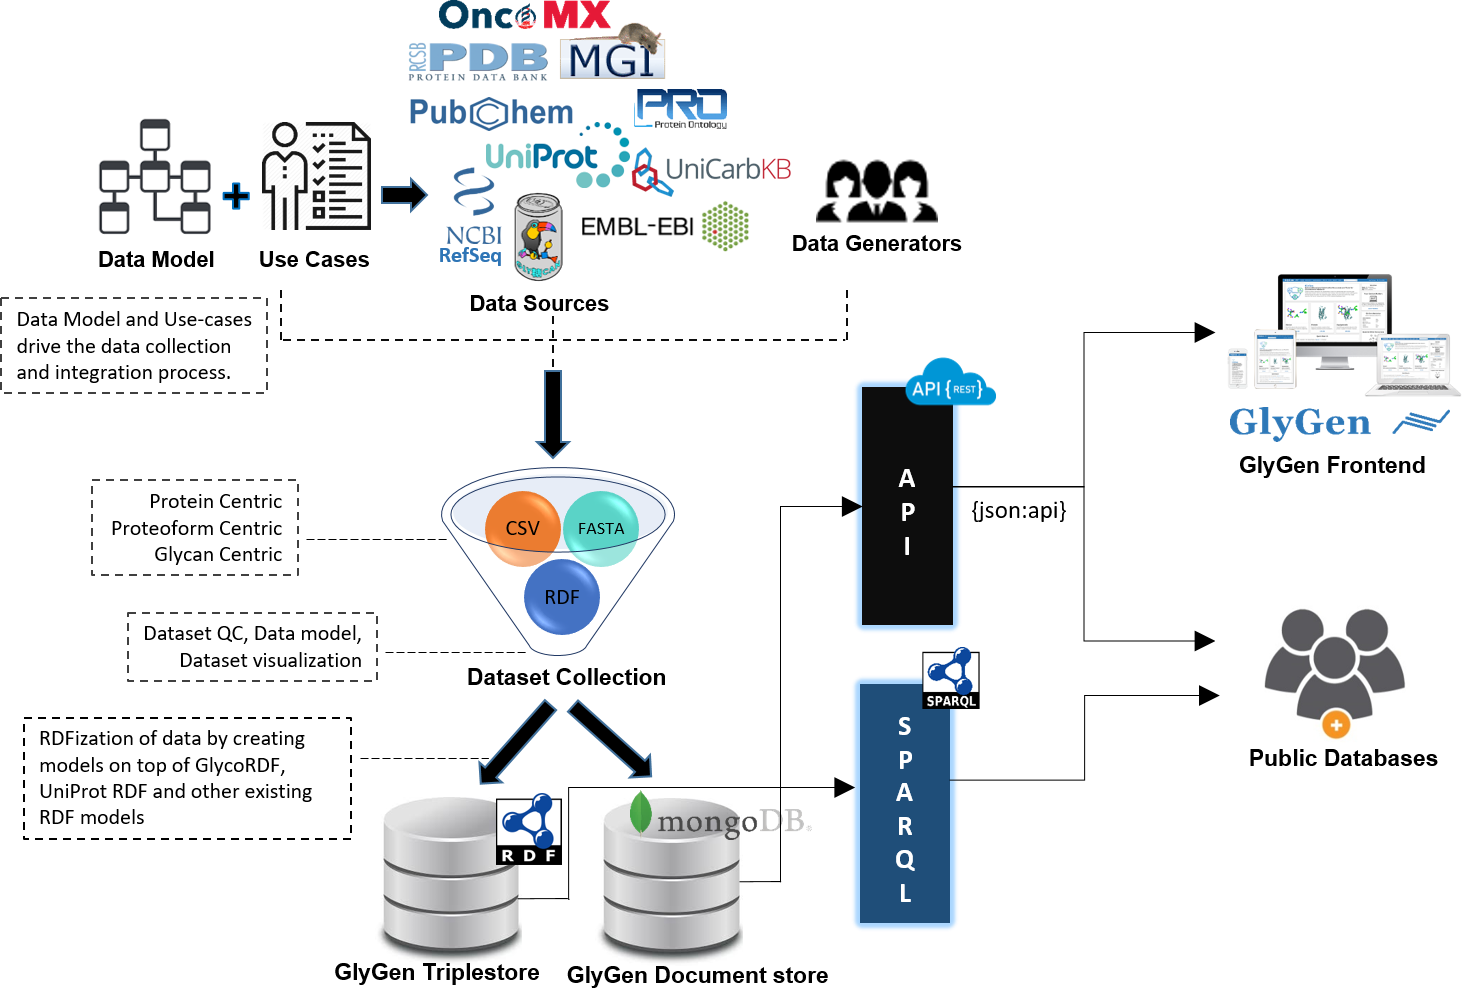 OncoMX
RCSB
PDB
PROTEIN DATA BANK
MGI
PubChem
PRO
Protein Ontology
UniProt
UniCarbKB
NCBI
RefSeq
GLYGEN
EMBL-EBI
Data Model
Use Cases
Data Sources
Data Generators
Data Model and Use-cases
drive the data collection
and integration process.
Protein Centric
Proteoform Centric
Glycan Centric
CSV
FASTA
RDF
Dataset QC, Data model,
Dataset visualization
Dataset Collection
RDFization of data by creating
models on top of GlycoRDF,
UniProt RDF and other existing
RDF models
RDF
mongoDB®
GlyGen Triplestore
GlyGen Document store
API {REST}
API
{json:api}
SPARQL
SPARQL
GlyGen
GlyGen Frontend
Public Databases